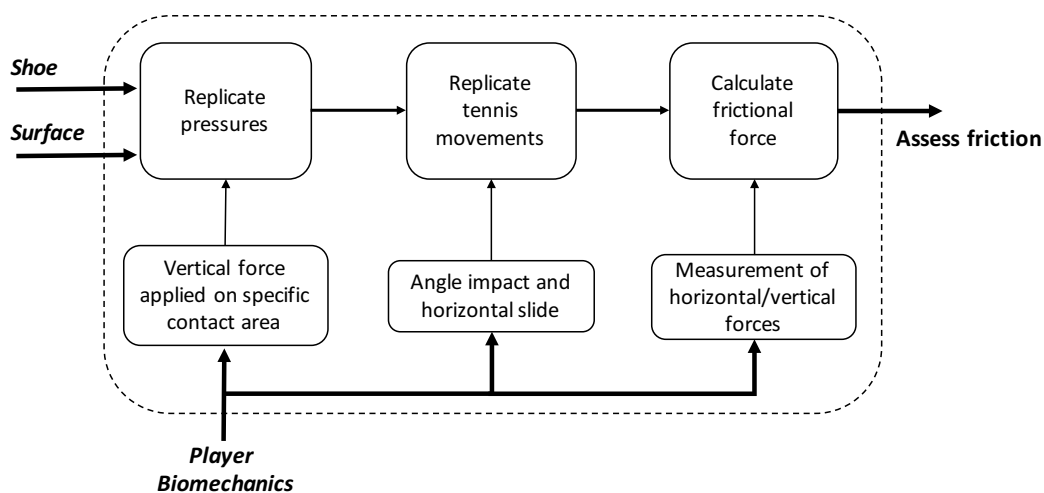 Shoe
Surface
Replicate
pressures
Replicate
tennis
movements
Calculate
frictional
force
Assess friction
Vertical force
applied on specific
contact area
Angle impact and
horizontal slide
Measurement of
horizontal/vertical
forces
Player
Biomechanics